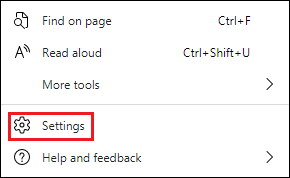 Find on page Ctrl+F
Read aloud Ctrl+Shift+U
More tools
Settings
Help and feedback